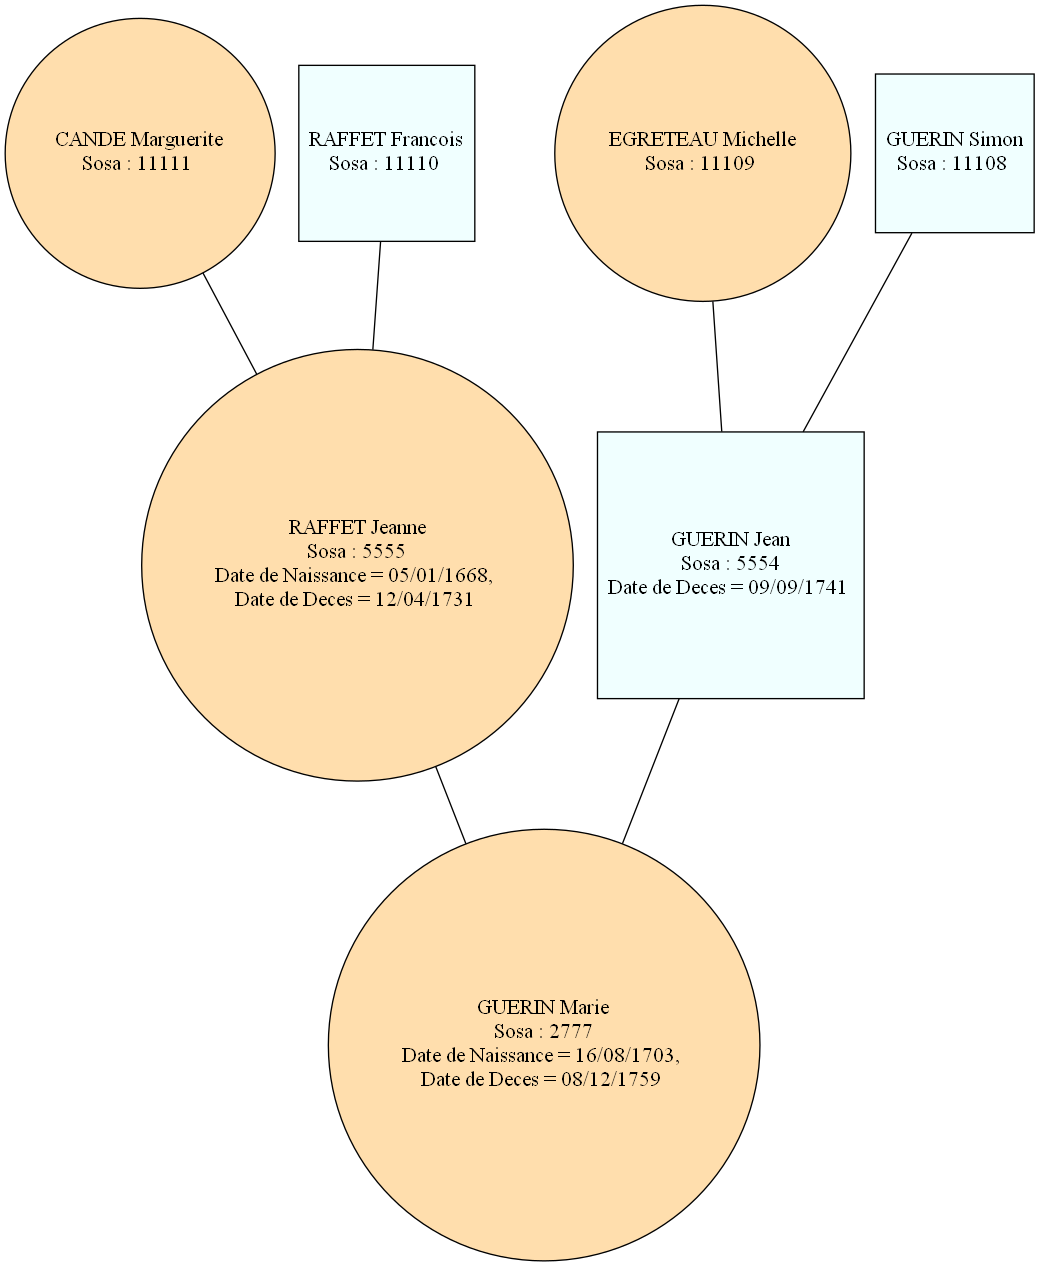 CANDE Marguerite
Sosa : 11111
RAFFET Francois
Sosa : 11110
EGRETEAU Michelle
Sosa : 11109
GUERIN Simon
Sosa : 11108
RAFFET Jeanne
Sosa : 5555
Date de Naissance = 05/01/1668,
Date de Deces = 12/04/1731
GUERIN Jean
Sosa : 5554
Date de Deces = 09/09/1741
GUERIN Marie
Sosa : 2777
Date de Naissance = 16/08/1703,
Date de Deces = 08/12/1759